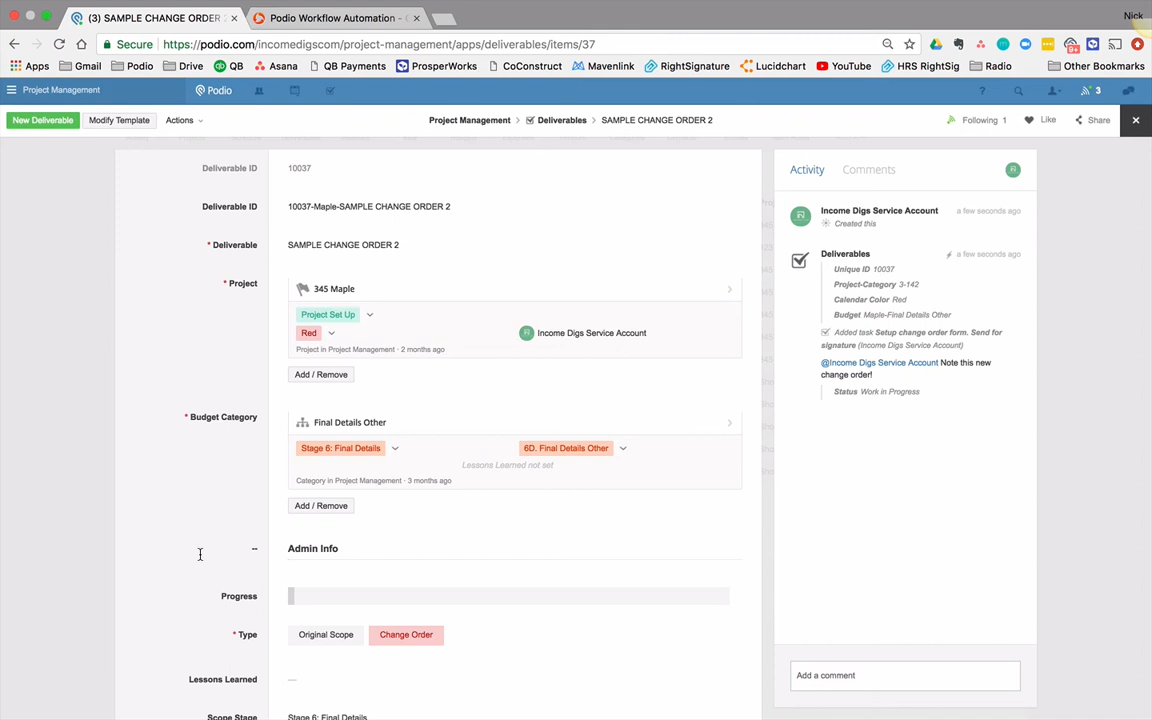 (3) SAMPLE CHANGE ORDER 2
Podio Workflow Automation -
Nick
Secure https://podio.com/incomedigscom/project-management/apps/deliverables/items/37
Apps Gmail Podio Drive QB Asana QB Payments ProsperWorks CoConstruct Mavenlink RightSignature Lucidchart YouTube HRS RightSig Radio Other Bookmarks
Project Management Podio 3
New Deliverable Modify Template Actions Project Management Deliverables SAMPLE CHANGE ORDER 2 Following 1 Like Share
Deliverable ID 10037
Deliverable ID 10037-Maple-SAMPLE CHANGE ORDER 2
* Deliverable SAMPLE CHANGE ORDER 2
* Project 345 Maple
Project Set Up
Red Income Digs Service Account
Project in Project Management · 2 months ago
Add / Remove
* Budget Category Final Details Other
Stage 6: Final Details 6D. Final Details Other
Lessons Learned not set
Category in Project Management · 3 months ago
Add / Remove
-- Admin Info
Progress
* Type Original Scope Change Order
Lessons Learned —
Scope Stage Stage 6: Final Details
Activity Comments
Income Digs Service Account a few seconds ago
Created this
Deliverables a few seconds ago
Unique ID 10037
Project-Category 3-142
Calendar Color Red
Budget Maple-Final Details Other
Added task Setup change order form. Send for
signature (Income Digs Service Account)
@Income Digs Service Account Note this new
change order!
Status Work in Progress
Add a comment